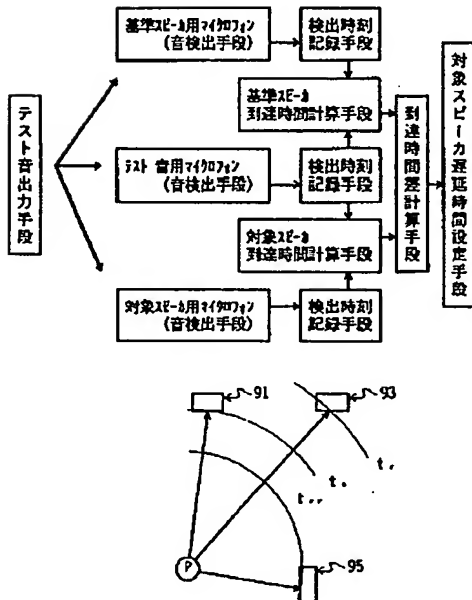 基準スピーカ用マイクロフォン
(音検出手段)
検出時刻
記録手段
基準スピーカ
到達時間計算手段
テスト音出力手段
テスト音用マイクロフォン
(音検出手段)
検出時刻
記録手段
対象スピーカ
到達時間計算手段
対象スピーカ用マイクロフォン
(音検出手段)
検出時刻
記録手段
到達時間差計算手段
対象スピーカ遅延時間設定手段
91
93
95
P